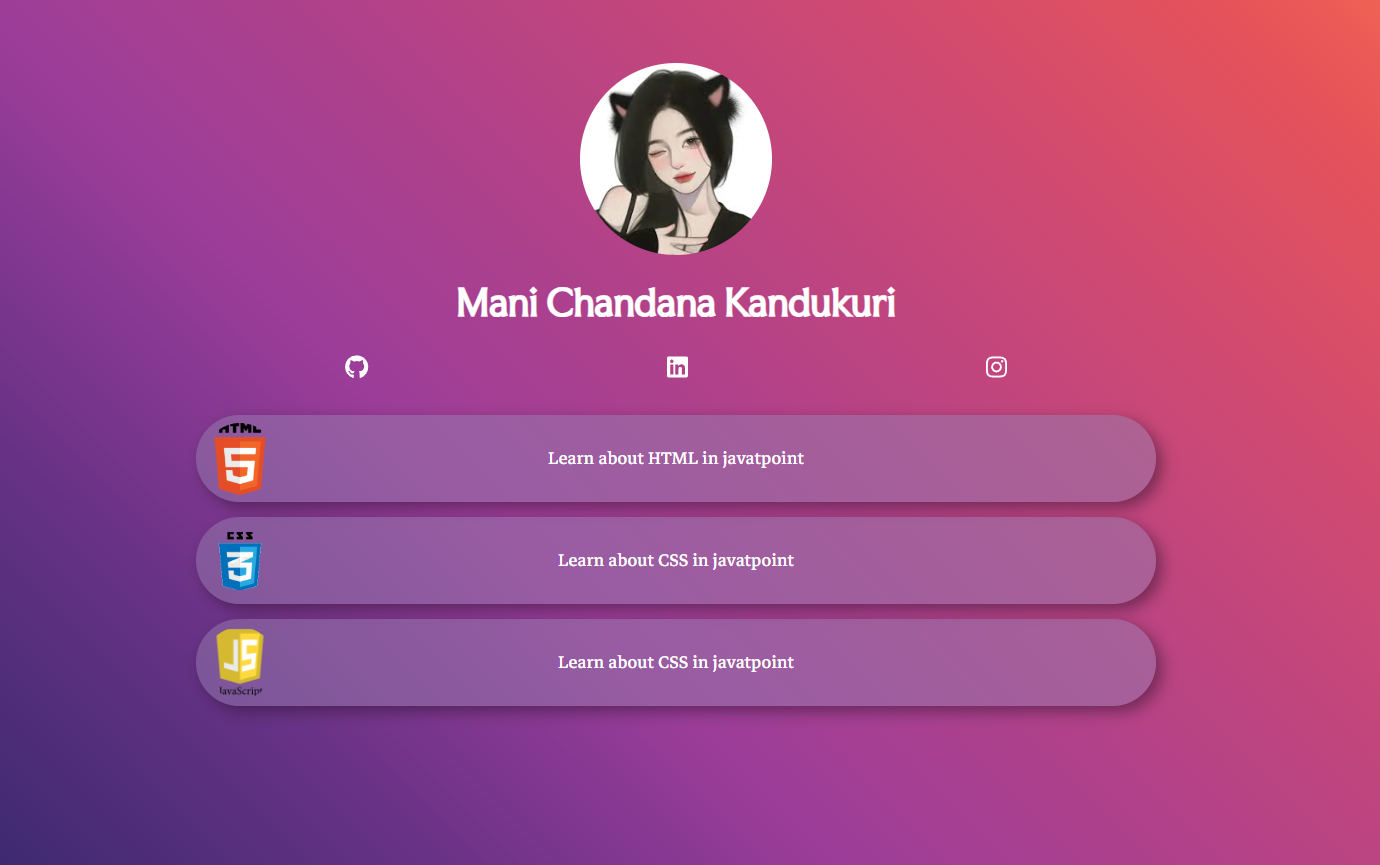 Mani Chandana Kandukuri
in
HTML
5
Learn about HTML in javatpoint
CSS
3
Learn about CSS in javatpoint
JS
JavaScript
Learn about CSS in javatpoint